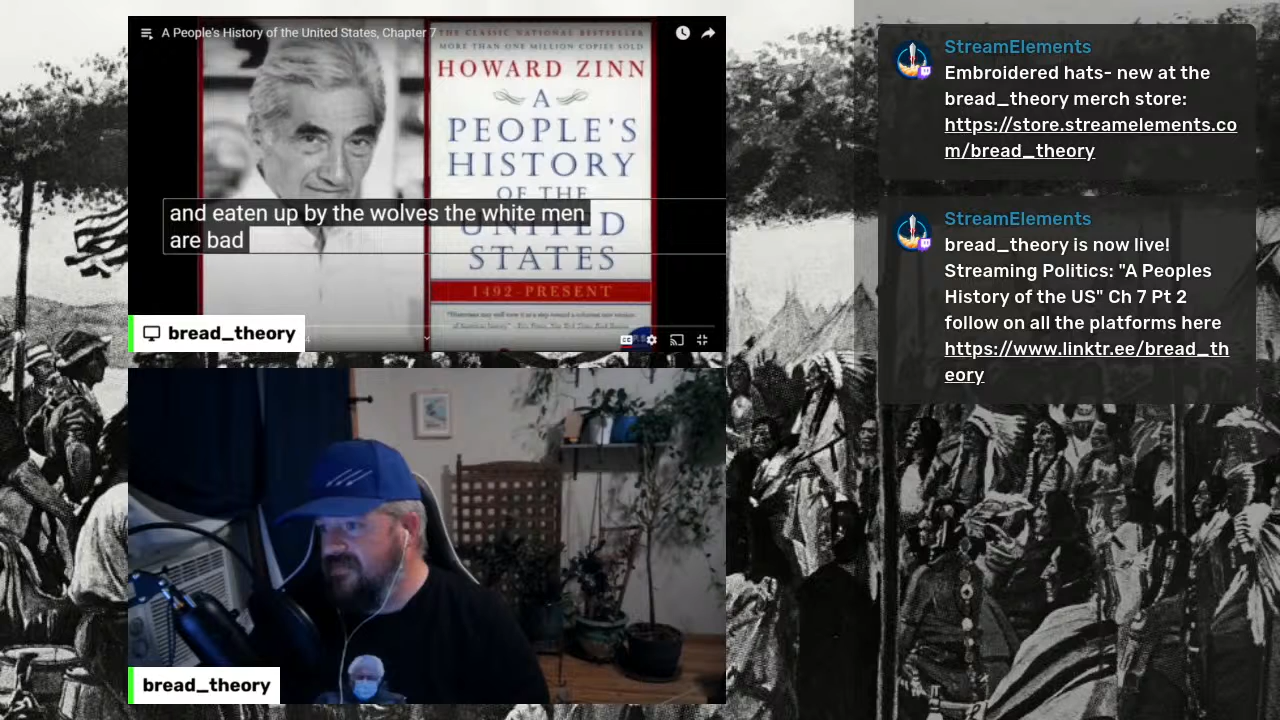 A People's History of the United States, Chapter 7
THE CLASSIC NATIONAL BESTSELLER
MORE THAN ONE MILLION COPIES SOLD
HOWARD ZINN
A
PEOPLE'S
HISTORY
OF THE
UNITED
STATES
1492–PRESENT
and eaten up by the wolves the white men
are bad
bread_theory
bread_theory
StreamElements
Embroidered hats- new at the
bread_theory merch store:
https://store.streamelements.co
m/bread_theory
StreamElements
bread_theory is now live!
Streaming Politics: "A Peoples
History of the US" Ch 7 Pt 2
follow on all the platforms here
https://www.linktr.ee/bread_th
eory